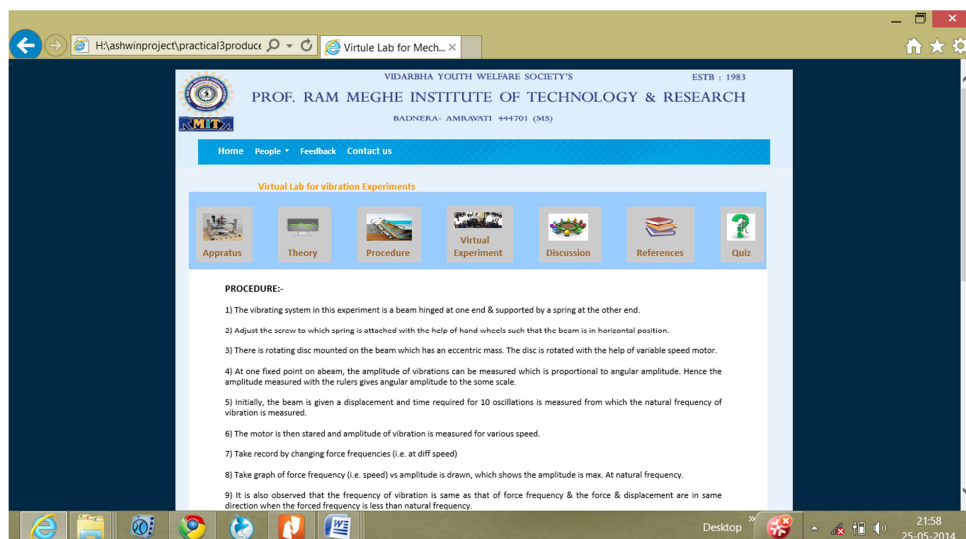 H:\ashwinproject\practical3produce
Virtule Lab for Mech...
VIDARBHA YOUTH WELFARE SOCIETY'S
ESTB : 1983
PROF. RAM MEGHE INSTITUTE OF TECHNOLOGY & RESEARCH
BADNERA- AMRAVATI 444701 (MS)
MIT
Home People Feedback Contact us
Virtual Lab for vibration Experiments
Appratus
Theory
Procedure
Virtual
Experiment
Discussion
References
Quiz
PROCEDURE:-
1) The vibrating system in this experiment is a beam hinged at one end & supported by a spring at the other end.
2) Adjust the screw to which spring is attached with the help of hand wheels such that the beam is in horizontal position.
3) There is rotating disc mounted on the beam which has an eccentric mass. The disc is rotated with the help of variable speed motor.
4) At one fixed point on abeam, the amplitude of vibrations can be measured which is proportional to angular amplitude. Hence the
amplitude measured with the rulers gives angular amplitude to the some scale.
5) Initially, the beam is given a displacement and time required for 10 oscillations is measured from which the natural frequency of
vibration is measured.
6) The motor is then stared and amplitude of vibration is measured for various speed.
7) Take record by changing force frequencies (i.e. at diff speed)
8) Take graph of force frequency (i.e. speed) vs amplitude is drawn, which shows the amplitude is max. At natural frequency.
9) It is also observed that the frequency of vibration is same as that of force frequency & the force & displacement are in same
direction when the forced frequency is less than natural frequency.
Desktop
21:58
25-05-2014